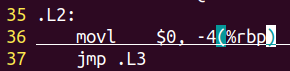 35 .L2:
36     movl    $0, -4(%rbp)
37     jmp .L3